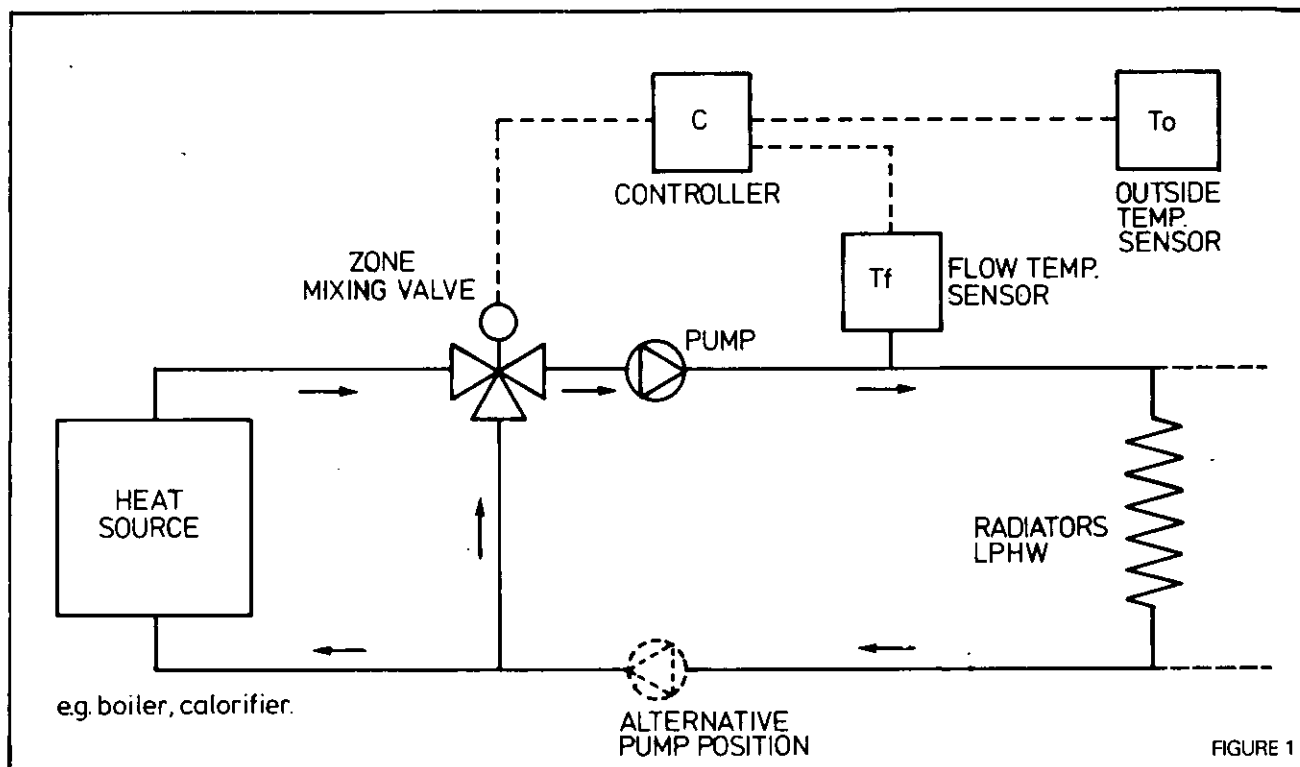 C
CONTROLLER
To
OUTSIDE
TEMP.
SENSOR
ZONE
MIXING VALVE
Tf
FLOW TEMP.
SENSOR
PUMP
HEAT
SOURCE
RADIATORS
LPHW
e.g. boiler, calorifier.
ALTERNATIVE
PUMP POSITION
FIGURE 1